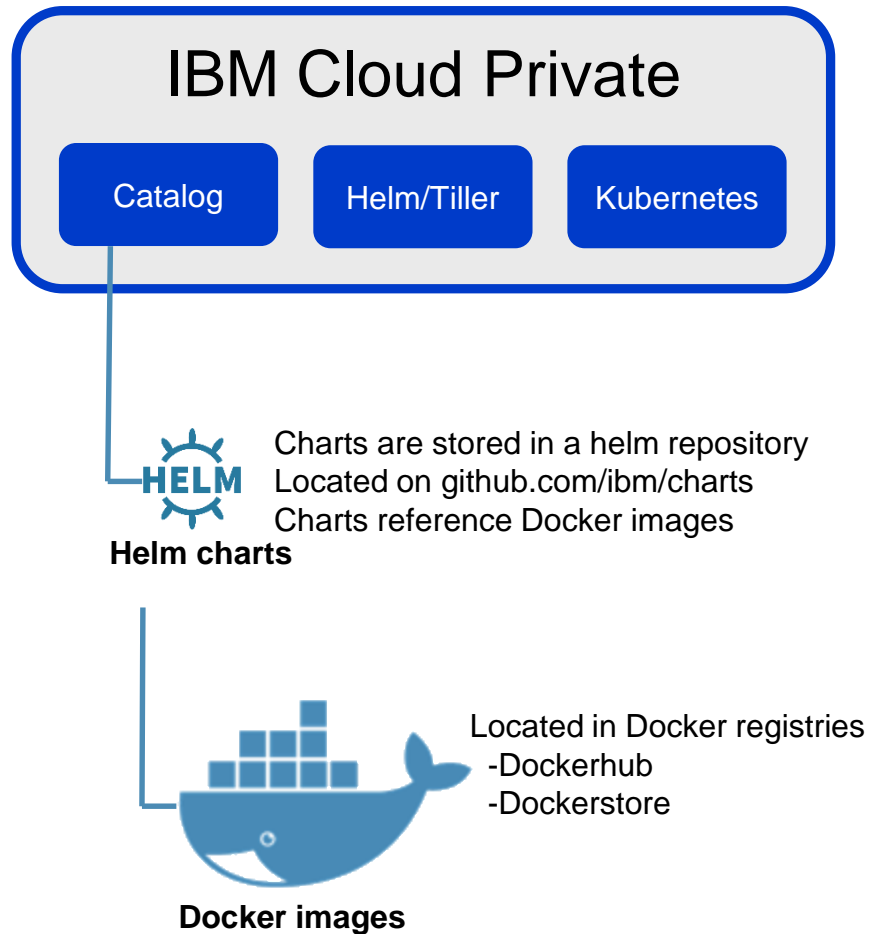 IBM Cloud Private
Catalog
Helm/Tiller
Kubernetes
HELM
Charts are stored in a helm repository
Located on github.com/ibm/charts
Charts reference Docker images
Helm charts
Located in Docker registries
-Dockerhub
-Dockerstore
Docker images